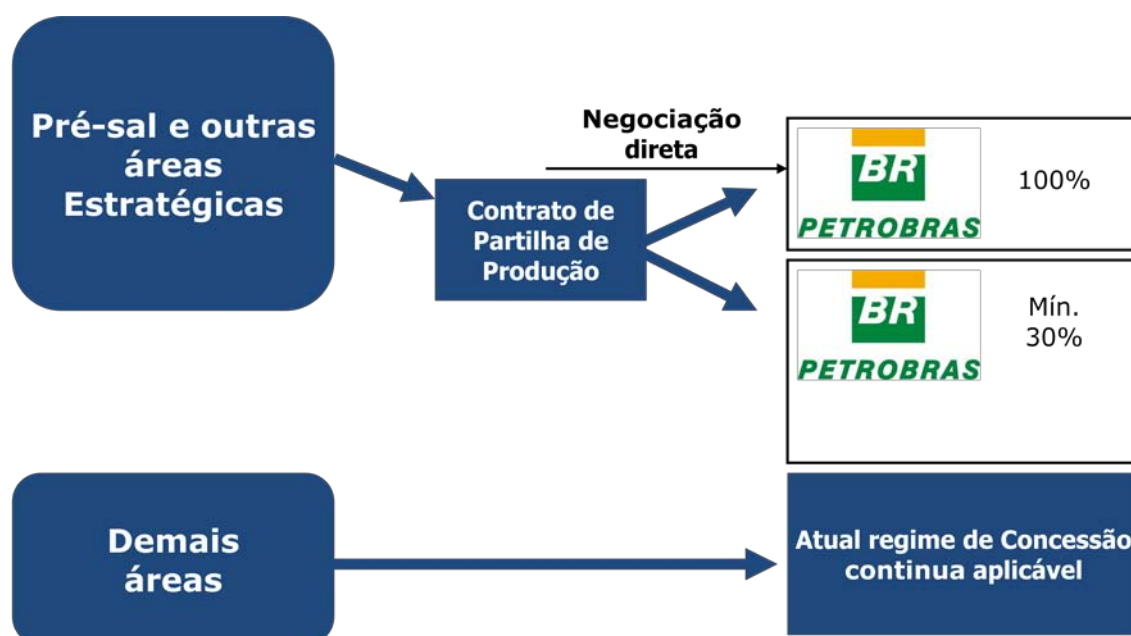 Pré-sal e outras
áreas
Estratégicas
Contrato de
Partilha de
Produção
Negociação
direta
BR
PETROBRAS
100%
BR
PETROBRAS
Mín.
30%
Demais
áreas
Atual regime de Concessão
continua aplicável